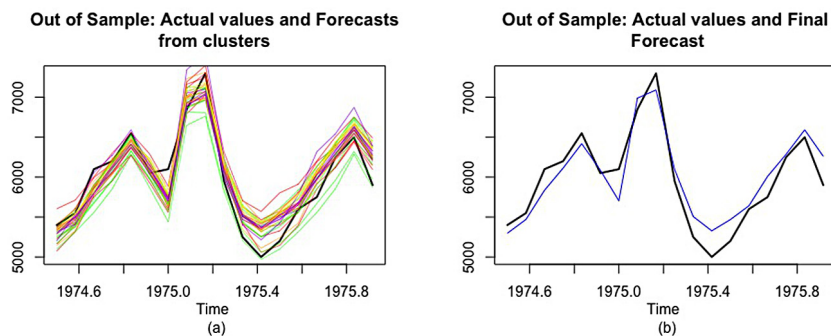 Out of Sample: Actual values and Forecasts
from clusters
7000
6000
5000
1974.6
1975.0
1975.4
1975.8
Time
(a)
Out of Sample: Actual values and Final
Forecast
7000
6000
5000
1974.6
1975.0
1975.4
1975.8
Time
(b)